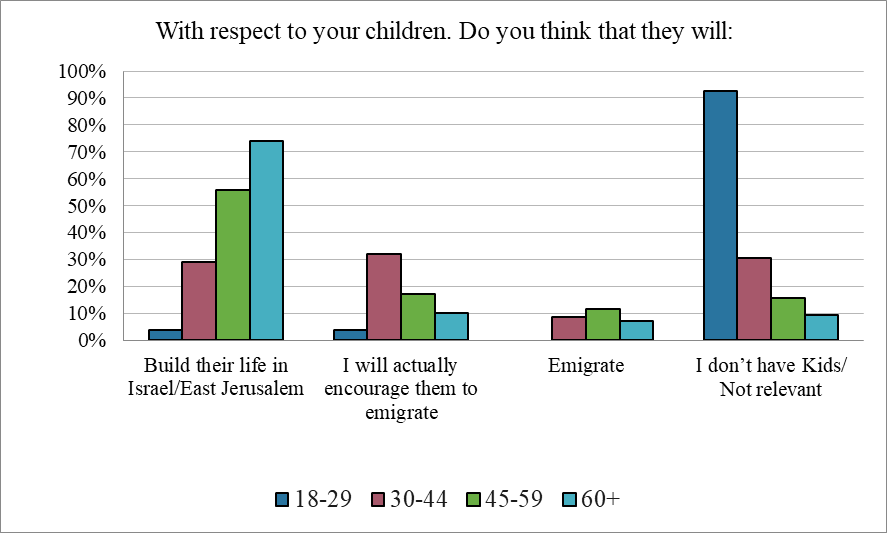 With respect to your children. Do you think that they will:
100%
90%
80%
70%
60%
50%
40%
30%
20%
10%
0%
Build their life in
Israel/East Jerusalem
I will actually
encourage them to
emigrate
Emigrate
I don’t have Kids/
Not relevant
18-29 30-44 45-59 60+